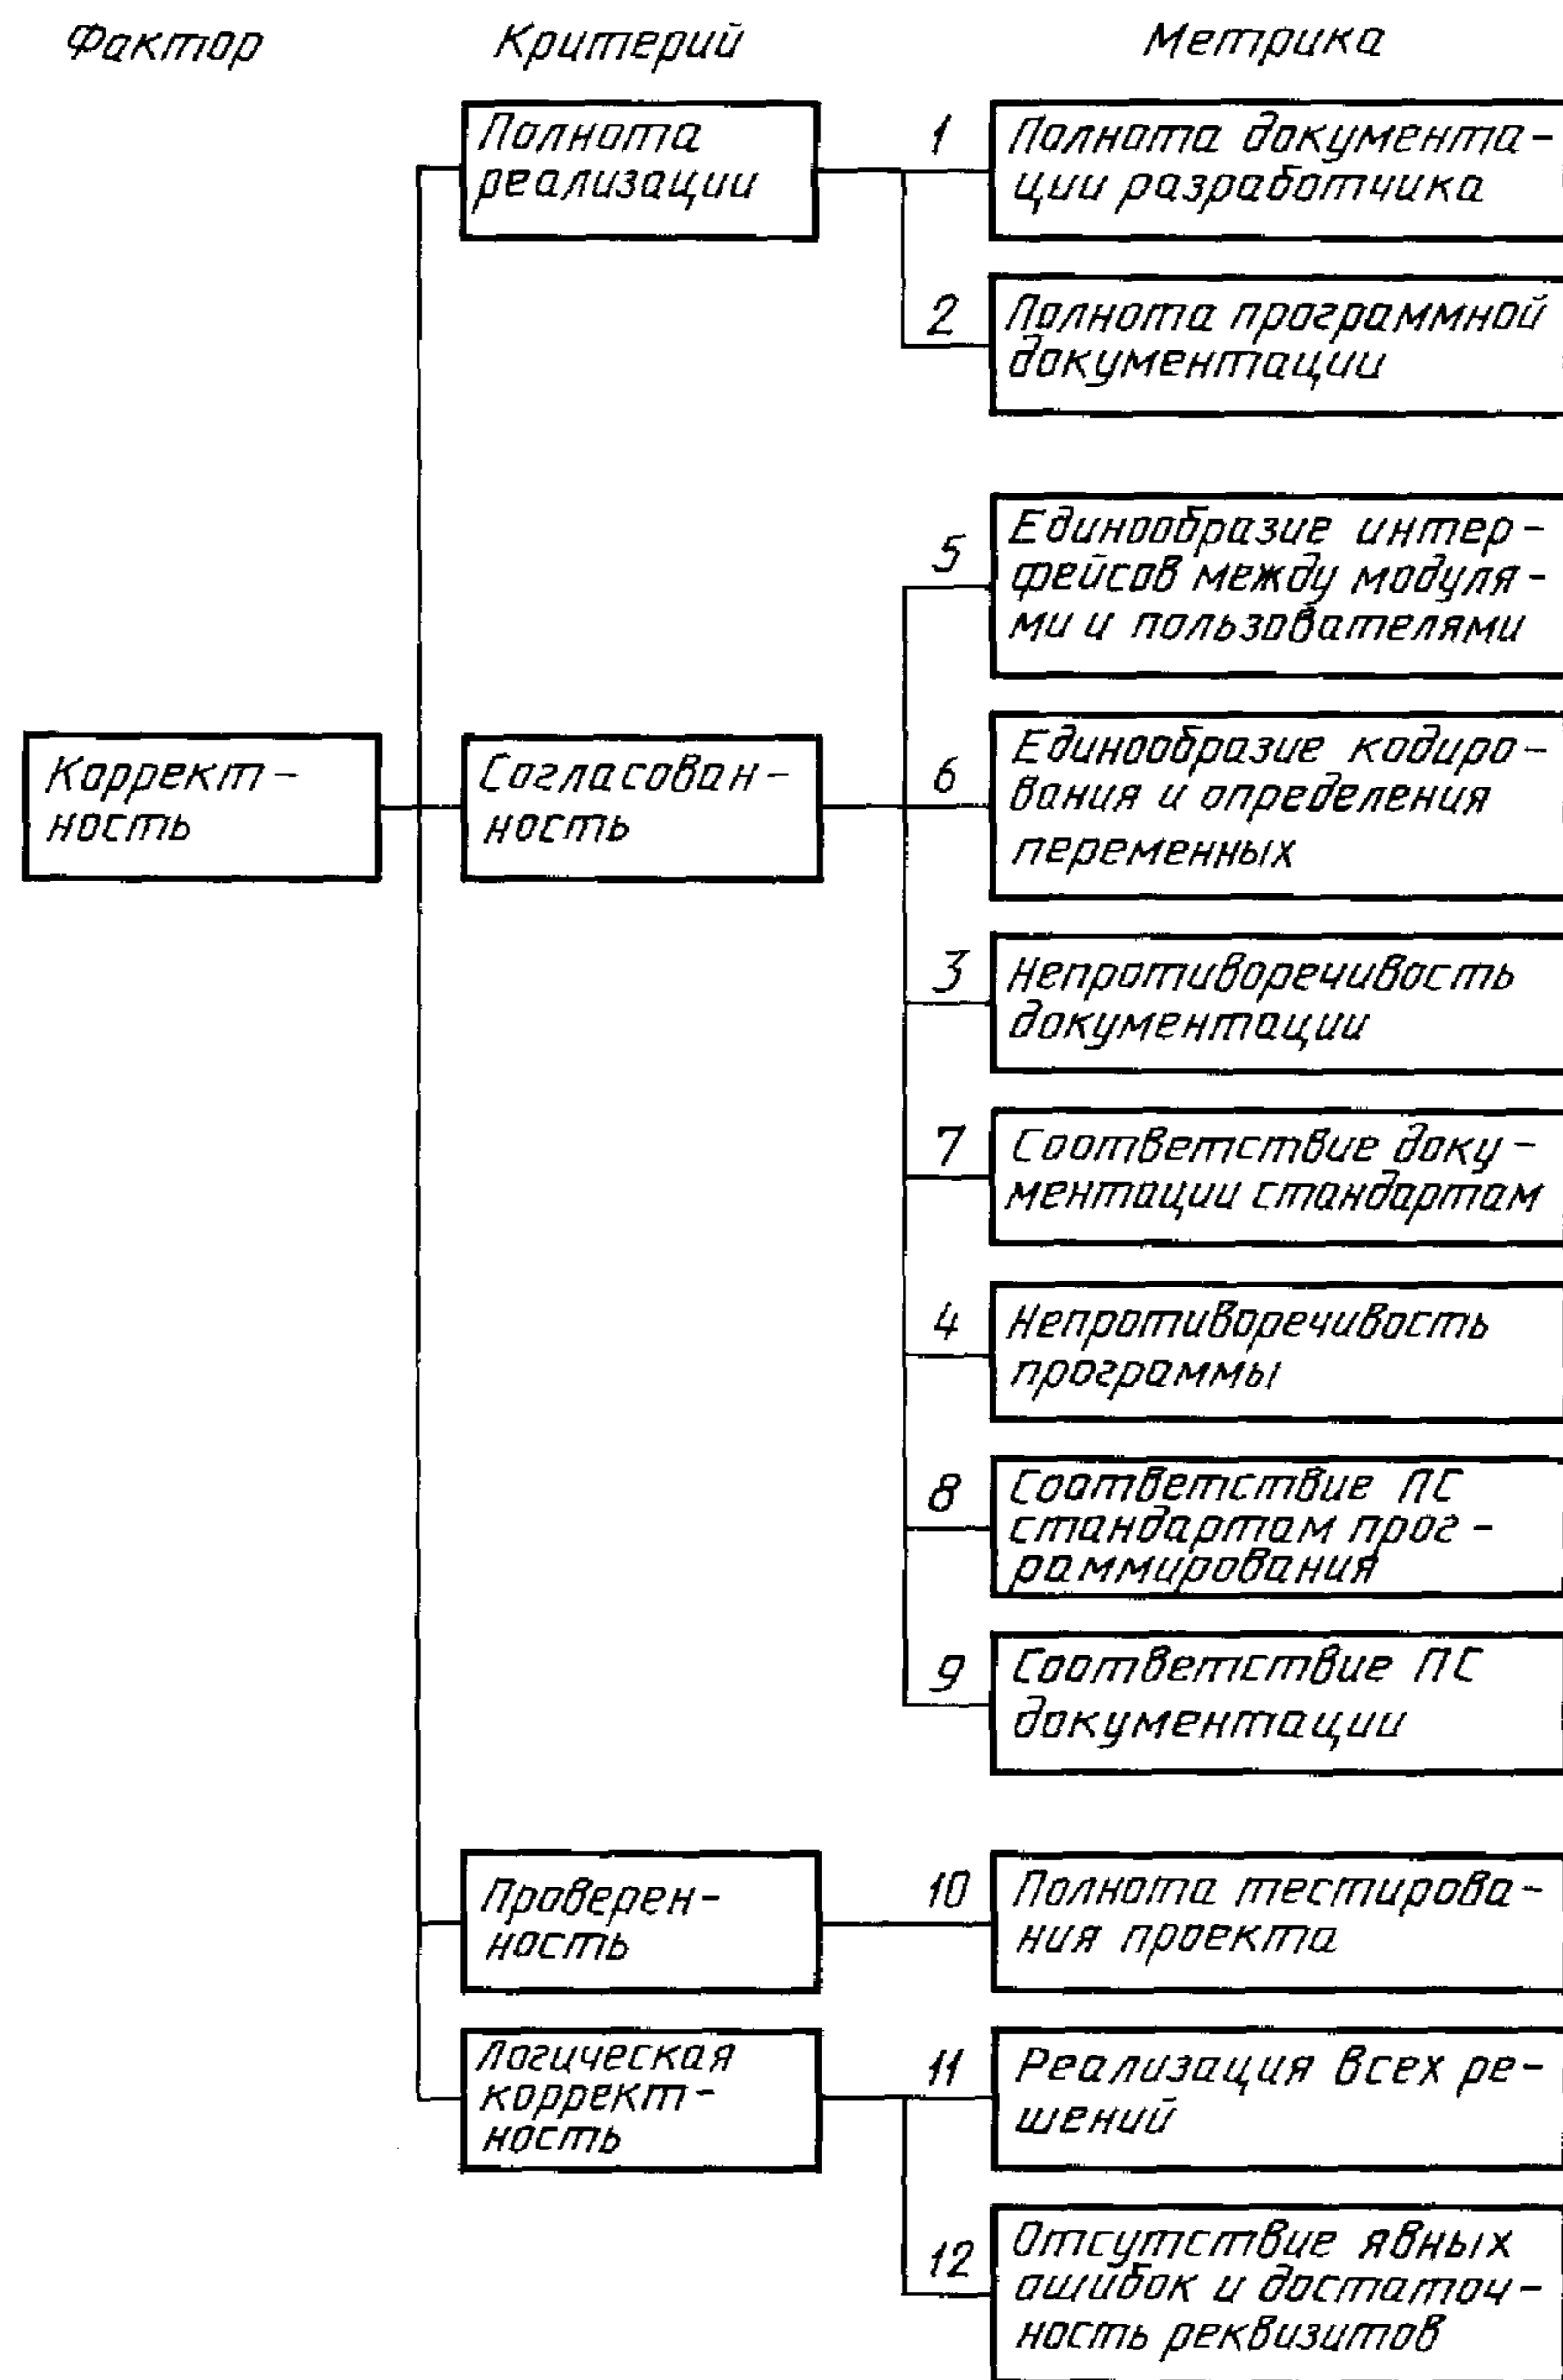 Фактор
Критерий
Метрика
Полнота
реализации
1
Полнота документа-
ции разработчика
2
Полнота программной
документации
5
Единообразие интер-
фейсов между модуля-
ми и пользователями
Коррект-
ность
Согласован-
ность
6
Единообразие кодиро-
вания и определения
переменных
3
Непротиворечивость
документации
7
Соответствие доку-
ментации стандартам
4
Непротиворечивость
программы
8
Соответствие ПС
стандартам прог-
раммирования
9
Соответствие ПС
документации
Проверен-
ность
10
Полнота тестирова-
ния проекта
Логическая
коррект-
ность
11
Реализация всех ре-
шений
12
Отсутствие явных
ошибок и достаточ-
ность реквизитов